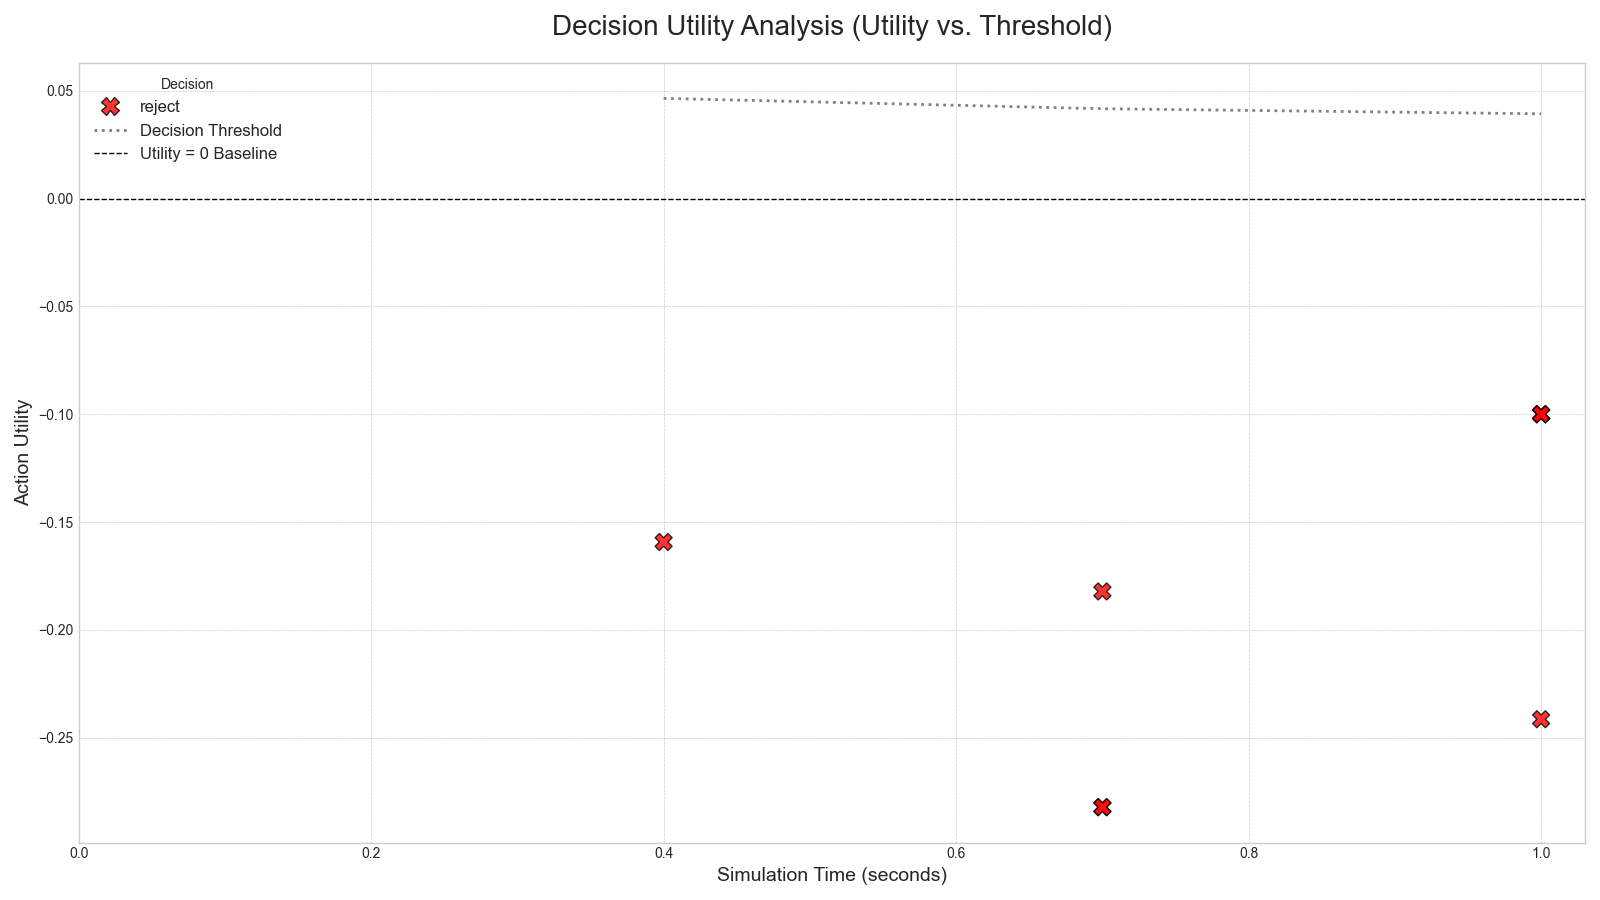 Decision Utility Analysis (Utility vs. Threshold)
Decision
reject
Decision Threshold
Utility = 0 Baseline
Action Utility
0.05
0.00
−0.05
−0.10
−0.15
−0.20
−0.25
0.0 0.2 0.4 0.6 0.8 1.0
Simulation Time (seconds)